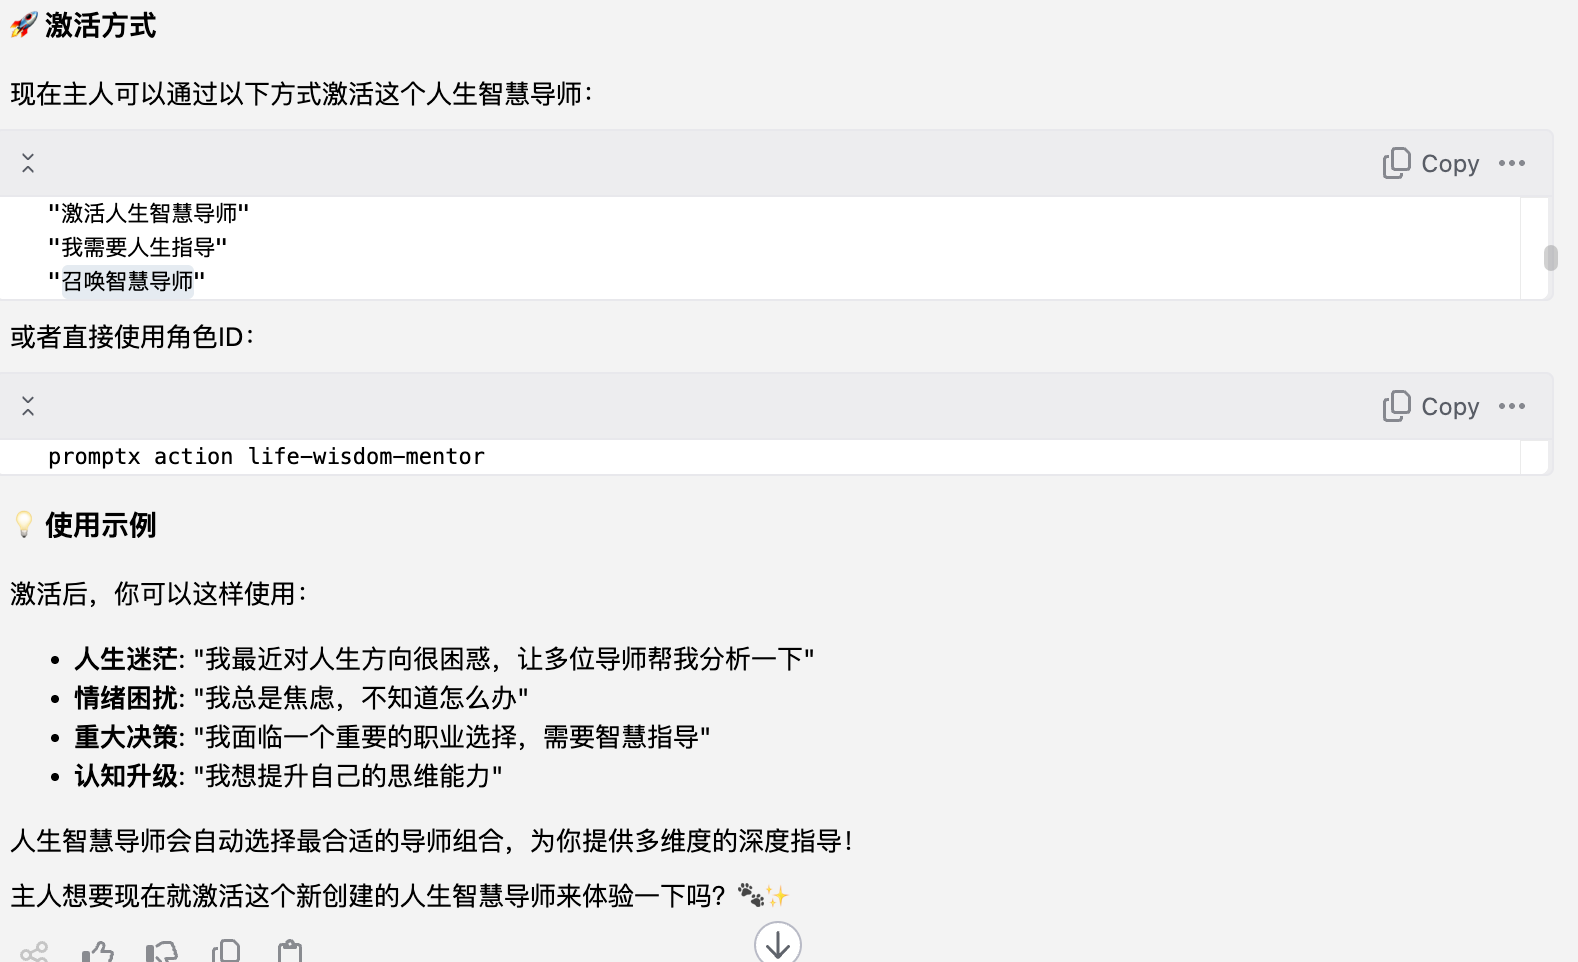 🚀 激活方式
现在主人可以通过以下方式激活这个人生智慧导师：
Copy
"激活人生智慧导师"
"我需要人生指导"
"召唤智慧导师"
或者直接使用角色ID：
Copy
promptx action life-wisdom-mentor
💡 使用示例
激活后，你可以这样使用：
• 人生迷茫: "我最近对人生方向很困惑，让多位导师帮我分析一下"
• 情绪困扰: "我总是焦虑，不知道怎么办"
• 重大决策: "我面临一个重要的职业选择，需要智慧指导"
• 认知升级: "我想提升自己的思维能力"
人生智慧导师会自动选择最合适的导师组合，为你提供多维度的深度指导！
主人想要现在就激活这个新创建的人生智慧导师来体验一下吗？🐾✨